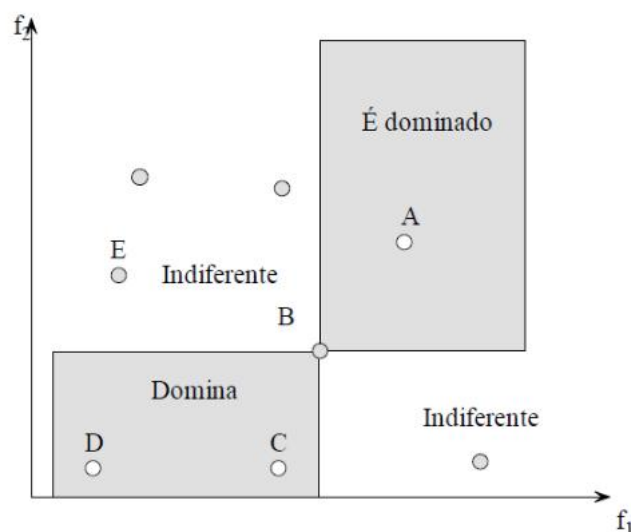 f₂
É dominado
A
E
Indiferente
B
Domina
Indiferente
D
C
f₁